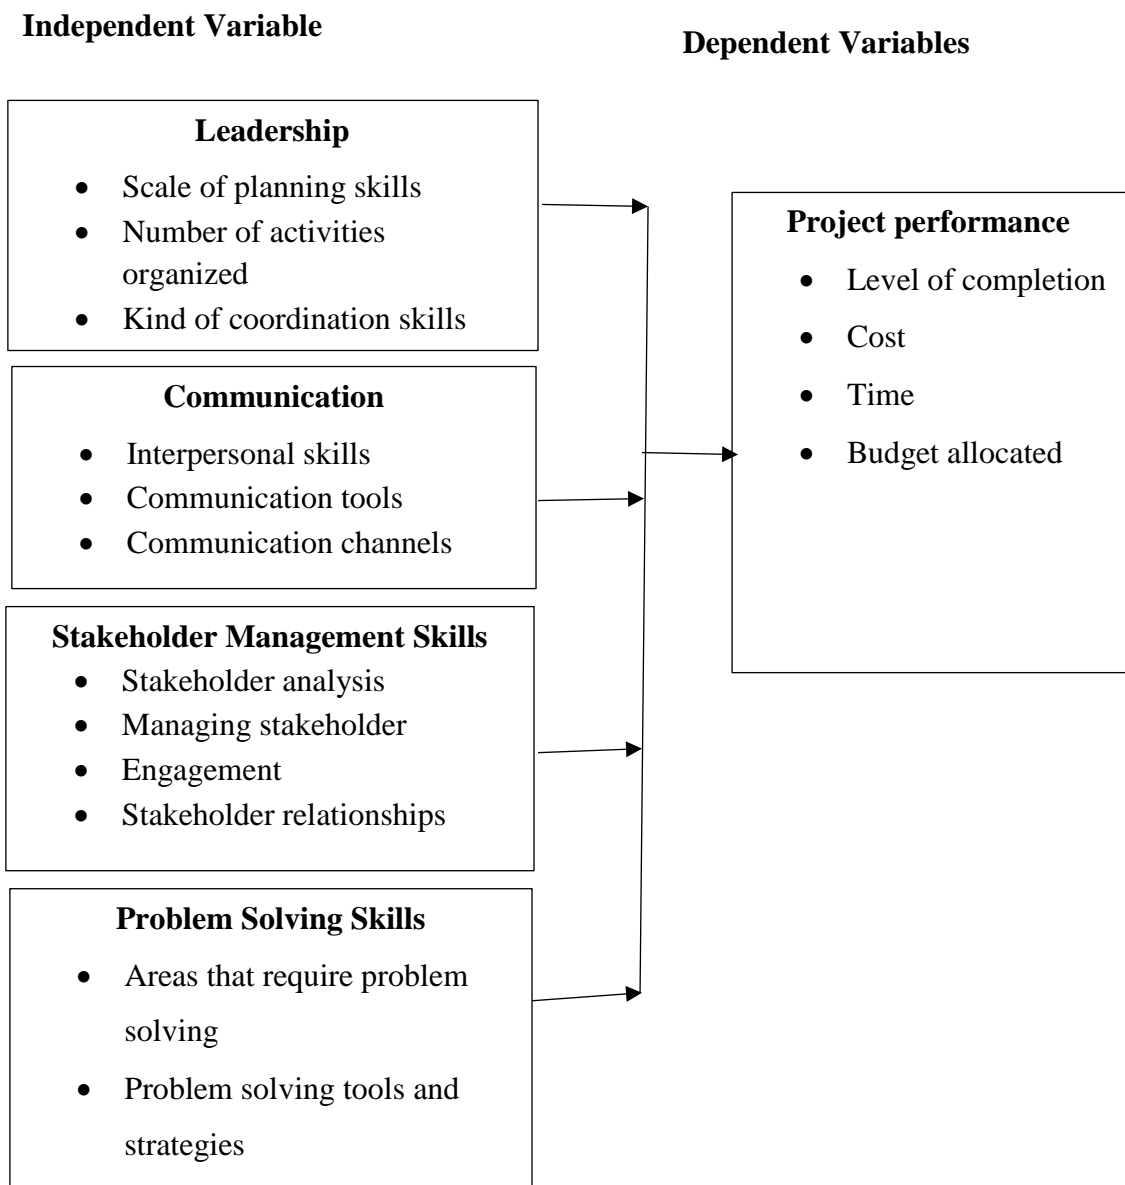 Independent Variable
Dependent Variables
Leadership
• Scale of planning skills
• Number of activities
organized
• Kind of coordination skills
Communication
• Interpersonal skills
• Communication tools
• Communication channels
Stakeholder Management Skills
• Stakeholder analysis
• Managing stakeholder
• Engagement
• Stakeholder relationships
Problem Solving Skills
• Areas that require problem
solving
• Problem solving tools and
strategies
Project performance
• Level of completion
• Cost
• Time
• Budget allocated